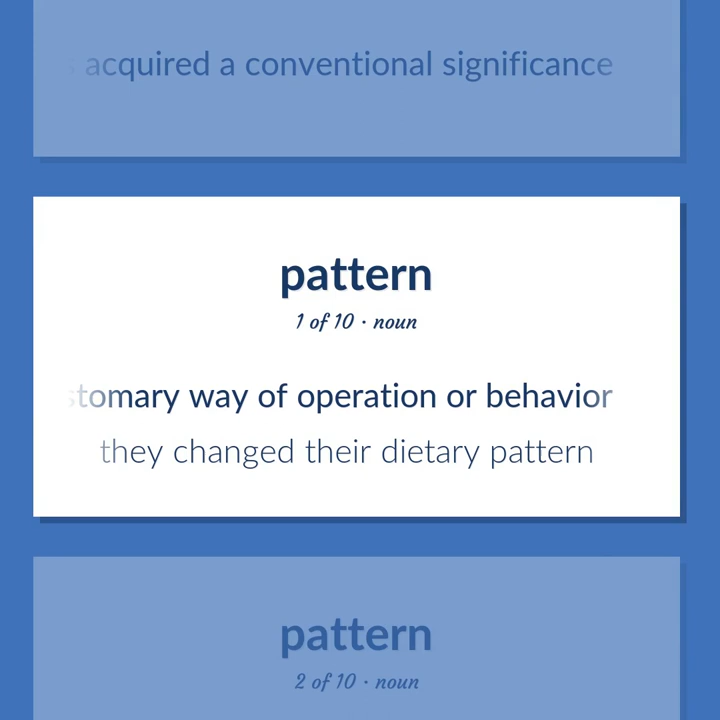 acquired a conventional significance
pattern
1 of 10 · noun
way of operation or behavior
they changed their dietary pattern
pattern
2 of 10 · noun